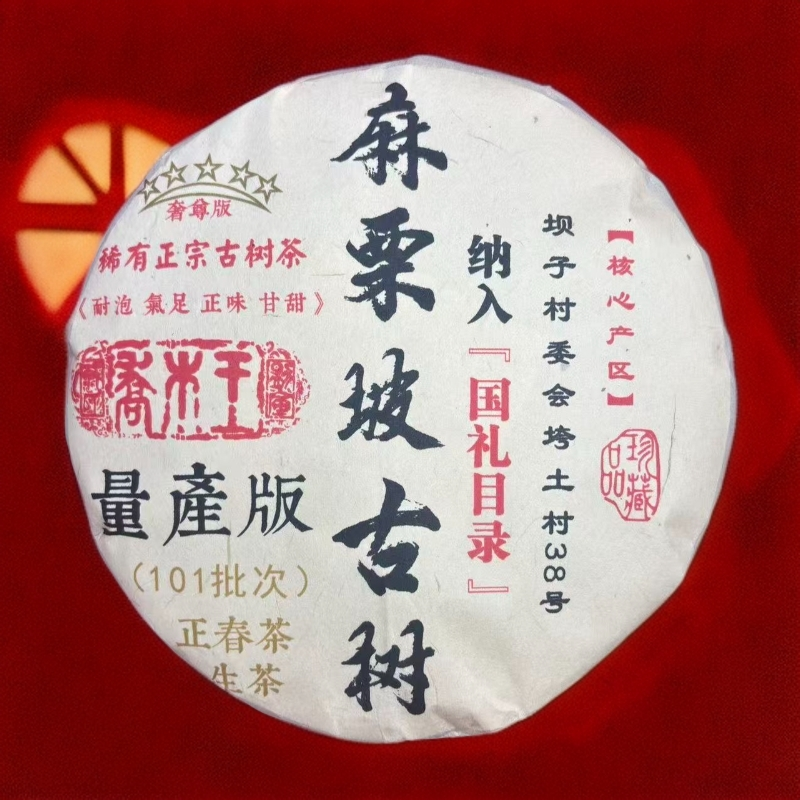 【核心产区】
珍藏
品
坝子村委会垮土村38号
纳入『国礼目录』
麻栗坡古树
奢尊版
稀有正宗古树茶
《耐泡 氣足 正味 甘甜》
量產版
(101批次)
正春茶
生茶